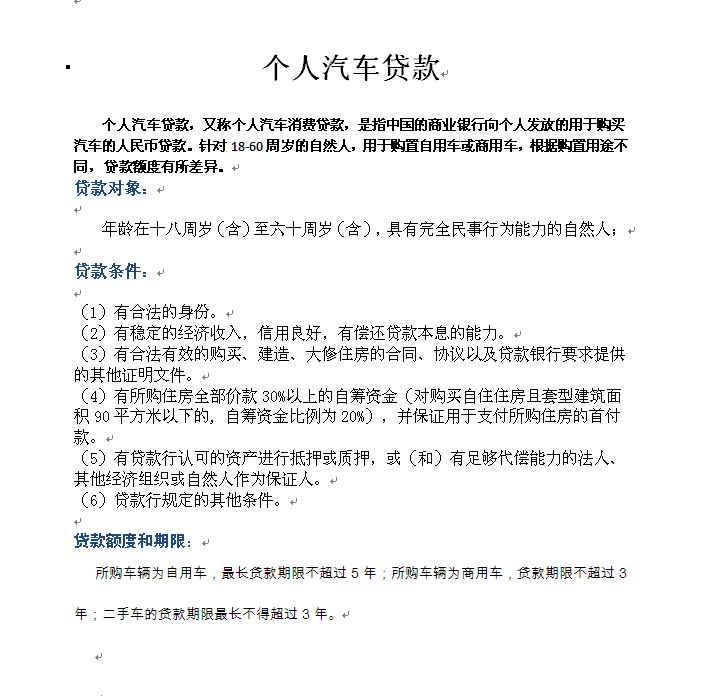 个人汽车贷款
个人汽车贷款，又称个人汽车消费贷款，是指中国的商业银行向个人发放的用于购买
汽车的人民币贷款。针对 18-60 周岁的自然人，用于购置自用车或商用车，根据购置用途不
同，贷款额度有所差异。
贷款对象：
年龄在十八周岁（含）至六十周岁（含），具有完全民事行为能力的自然人；
贷款条件：
（1）有合法的身份。
（2）有稳定的经济收入，信用良好，有偿还贷款本息的能力。
（3）有合法有效的购买、建造、大修住房的合同、协议以及贷款银行要求提供
的其他证明文件。
（4）有所购住房全部价款 30%以上的自筹资金（对购买自住住房且套型建筑面
积 90 平方米以下的, 自筹资金比例为 20%），并保证用于支付所购住房的首付
款。
（5）有贷款行认可的资产进行抵押或质押，或（和）有足够代偿能力的法人、
其他经济组织或自然人作为保证人。
（6）贷款行规定的其他条件。
贷款额度和期限：
所购车辆为自用车，最长贷款期限不超过 5 年；所购车辆为商用车，贷款期限不超过 3
年；二手车的贷款期限最长不得超过 3 年。